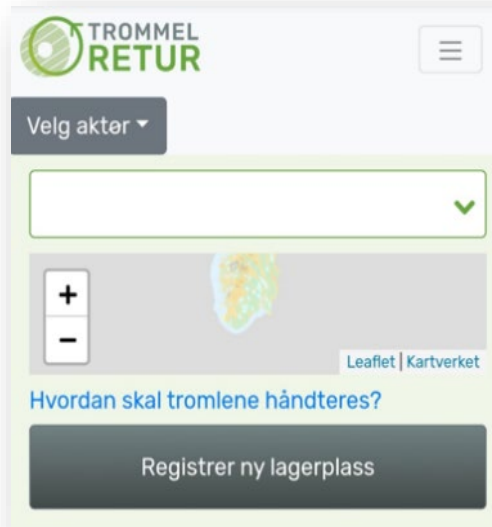 TROMMEL
RETUR
Velg aktør
+
−
Leaflet | Kartverket
Hvordan skal tromlene håndteres?
Registrer ny lagerplass